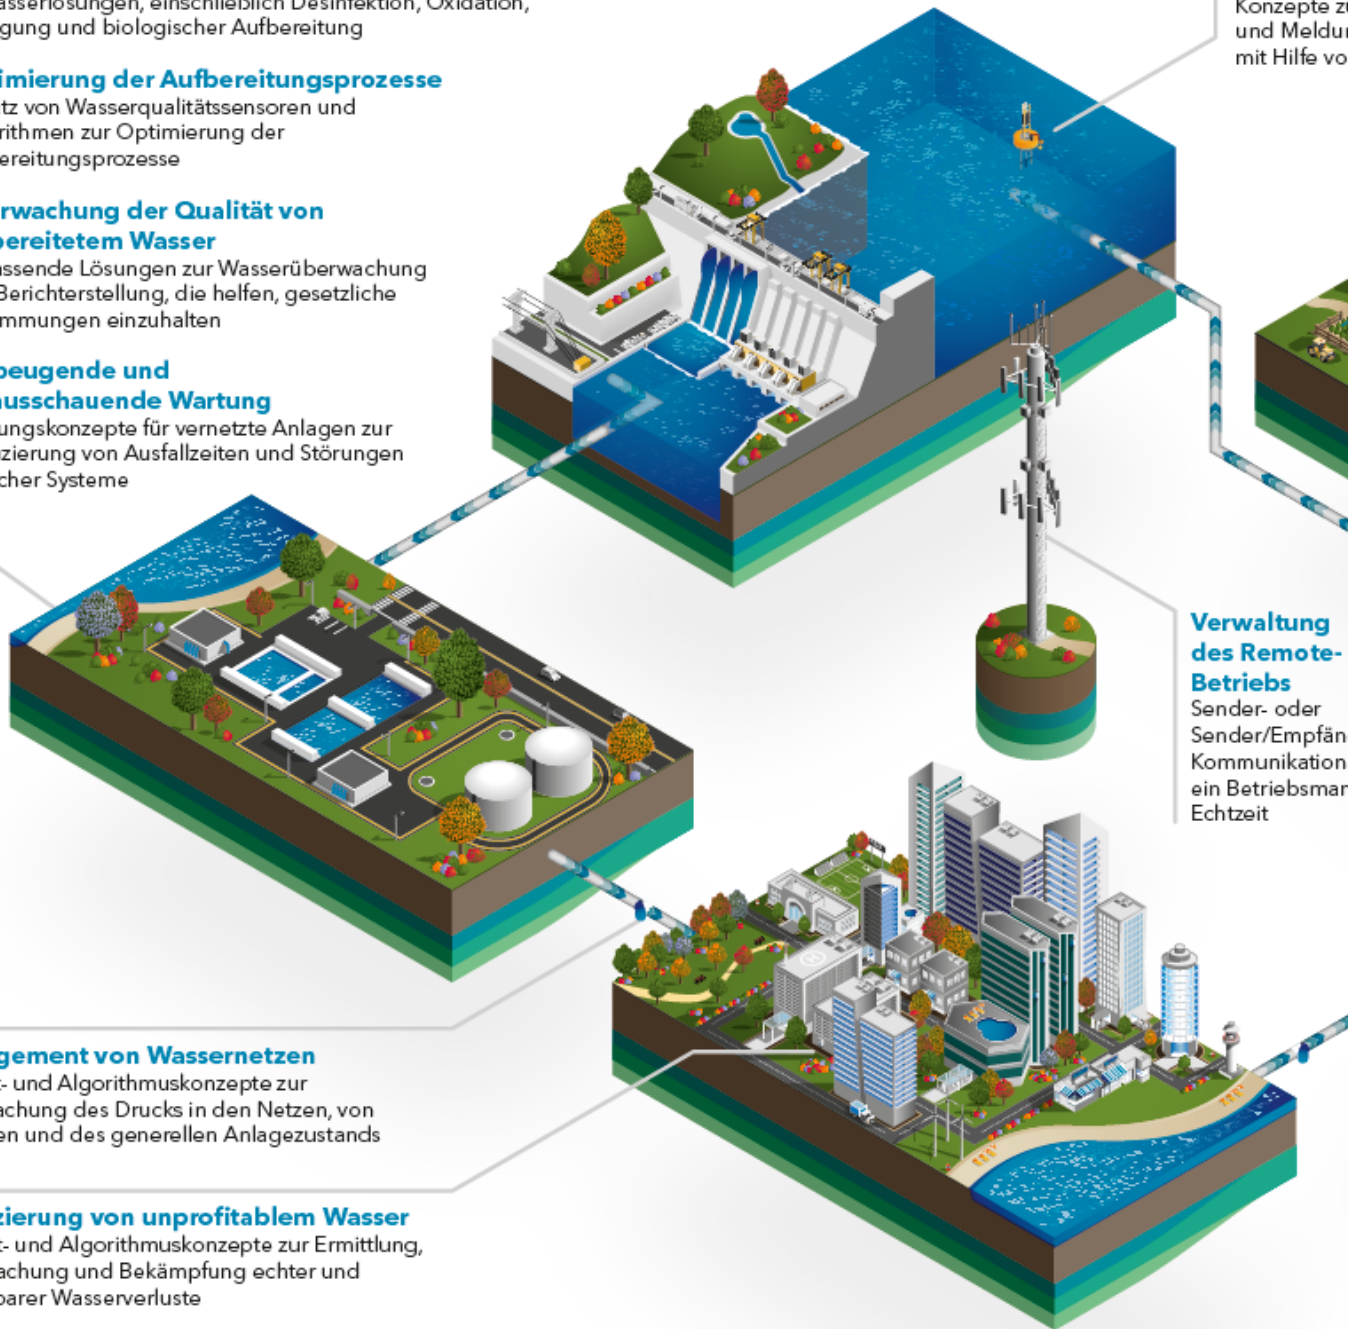 asserlösungen, einschließlich Desinfektion, Oxidation,
gung und biologischer Aufbereitung
imierung der Aufbereitungsprozesse
tz von Wasserqualitätssensoren und
rithmen zur Optimierung der
ereitungsprozesse
rwachung der Qualität von
bereitetem Wasser
assende Lösungen zur Wasserüberwachung
Berichterstellung, die helfen, gesetzliche
mmungen einzuhalten
beugende und
ausschauende Wartung
ungskonzepte für vernetzte Anlagen zur
zierung von Ausfallzeiten und Störungen
cher Systeme
Konzepte zu
und Meldun
mit Hilfe vo
Verwaltung
des Remote-
Betriebs
Sender- oder
Sender/Empfän
Kommunikation
ein Betriebsman
Echtzeit
gement von Wassernetzen
t- und Algorithmuskonzepte zur
achung des Drucks in den Netzen, von
en und des generellen Anlagezustands
zierung von unprofitablem Wasser
t- und Algorithmuskonzepte zur Ermittlung,
achung und Bekämpfung echter und
barer Wasserverluste